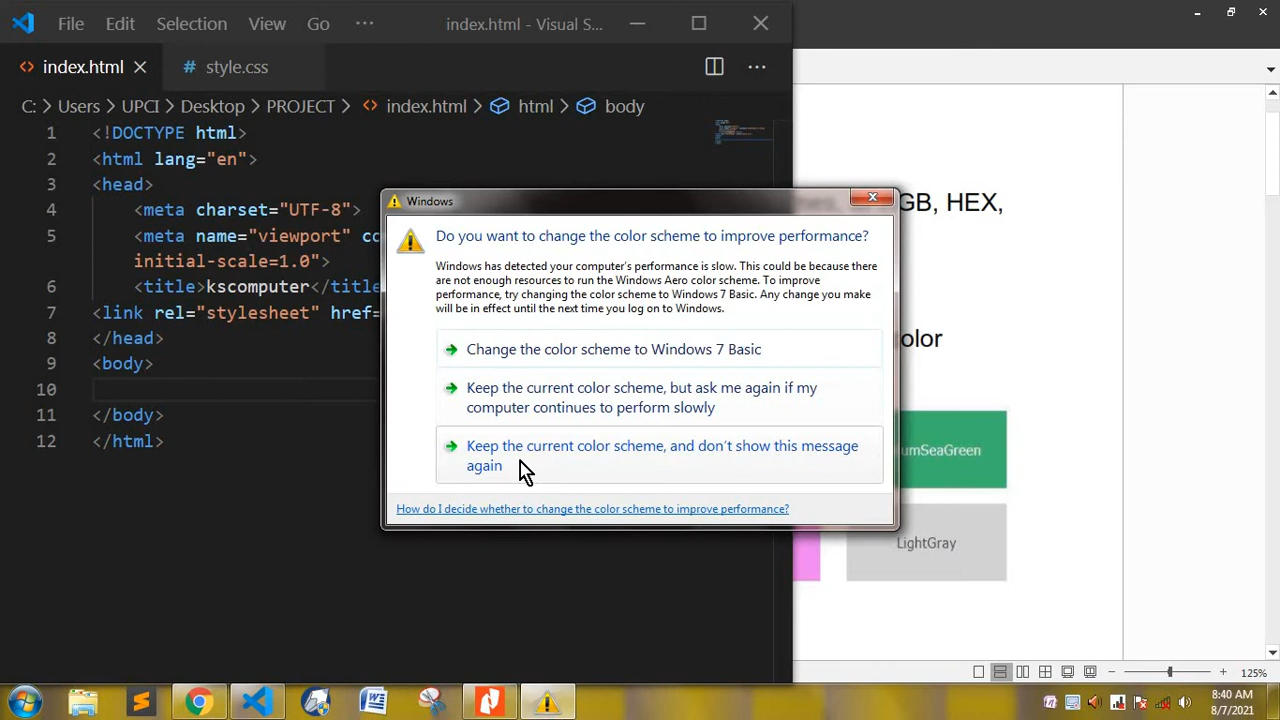 File Edit Selection View Go ··· index.html - Visual S...
index.html # style.css
C: > Users > UPCI > Desktop > PROJECT > index.html > html > body
1 <!DOCTYPE html>
2 <html lang="en">
3 <head>
4 <meta charset="UTF-8">
5 <meta name="viewport" co
initial-scale=1.0">
6 <title>kscomputer</title
7 <link rel="stylesheet" href=
8 </head>
9 <body>
10
11 </body>
12 </html>
Windows
Do you want to change the color scheme to improve performance?
Windows has detected your computer's performance is slow. This could be because there
are not enough resources to run the Windows Aero color scheme. To improve
performance, try changing the color scheme to Windows 7 Basic. Any change you make
will be in effect until the next time you log on to Windows.
Change the color scheme to Windows 7 Basic
Keep the current color scheme, but ask me again if my
computer continues to perform slowly
Keep the current color scheme, and don't show this message
again
How do I decide whether to change the color scheme to improve performance?
GB, HEX,
olor
umSeaGreen
LightGray
125%
8:40 AM
8/7/2021